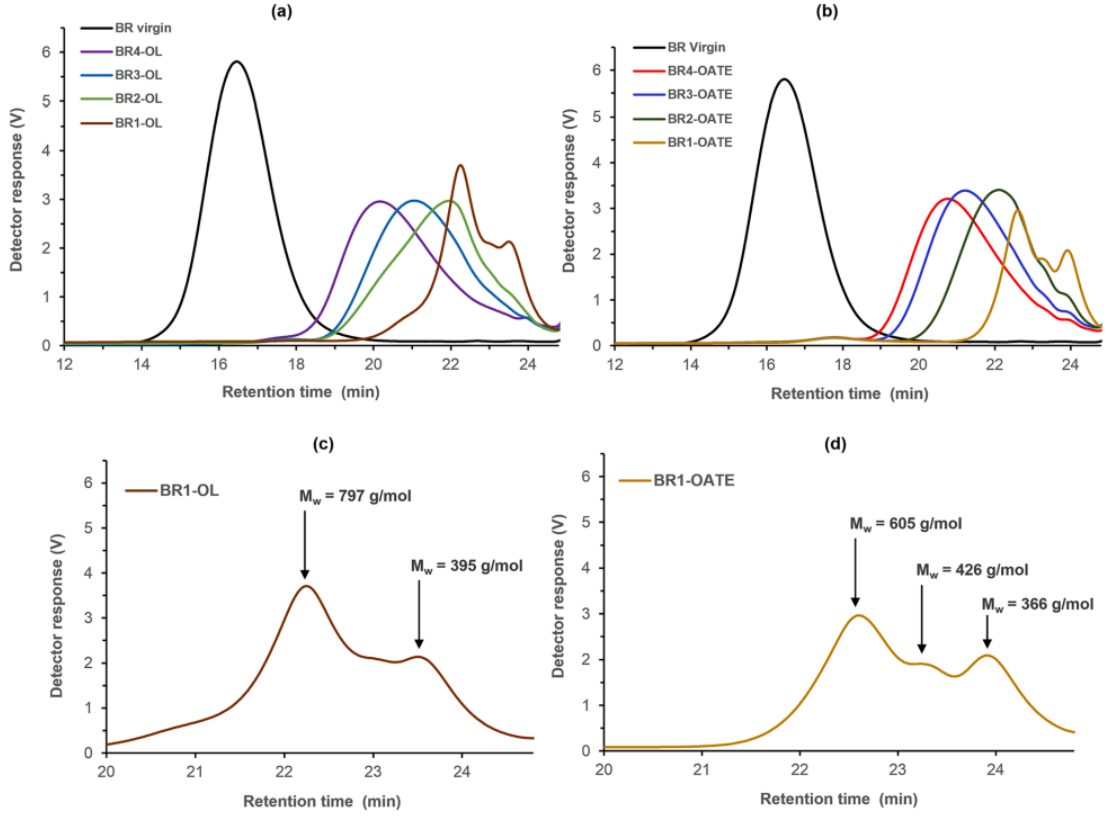 (a)
BR virgin
BR4-OL
BR3-OL
BR2-OL
BR1-OL
Detector response (V)
6
5
4
3
2
1
0
12 14 16 18 20 22 24
Retention time (min)
(b)
BR Virgin
BR4-OATE
BR3-OATE
BR2-OATE
BR1-OATE
Detector response (V)
6
5
4
3
2
1
0
12 14 16 18 20 22 24
Retention time (min)
(c)
BR1-OL
Mw = 797 g/mol
Mw = 395 g/mol
Detector response (V)
6
5
4
3
2
1
0
20 21 22 23 24
Retention time (min)
(d)
BR1-OATE
Mw = 605 g/mol
Mw = 426 g/mol
Mw = 366 g/mol
Detector response (V)
6
5
4
3
2
1
0
20 21 22 23 24
Retention time (min)